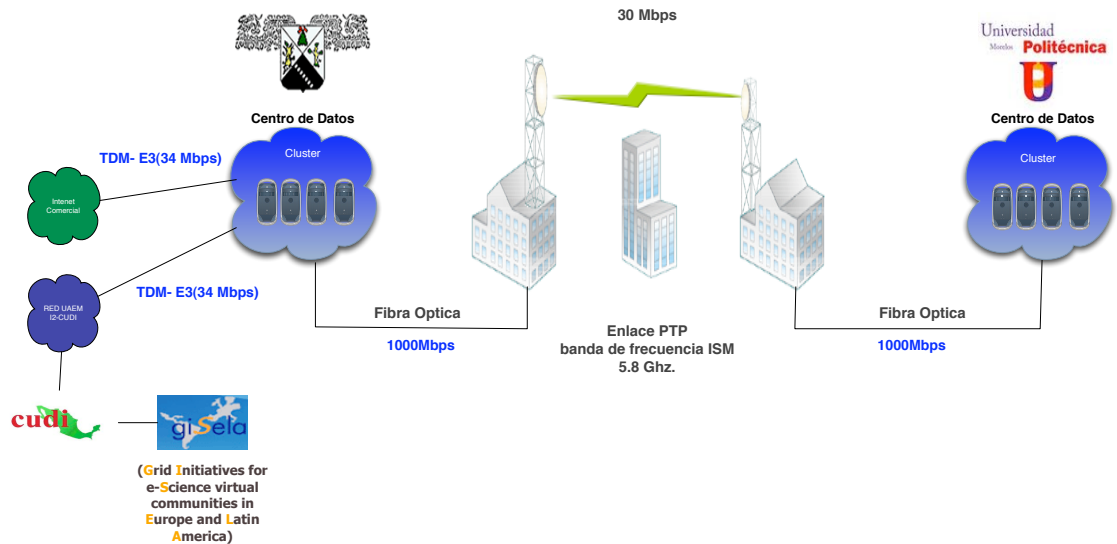 30 Mbps
Universidad
Morelos Politécnica
Centro de Datos
Cluster
TDM- E3(34 Mbps)
Intenet
Comercial
TDM- E3(34 Mbps)
RED UAEM
I2-CUDI
Fibra Optica
1000Mbps
Enlace PTP
banda de frecuencia ISM
5.8 Ghz.
Centro de Datos
Cluster
Fibra Optica
1000Mbps
cudi
giSela
(Grid Initiatives for
e-Science virtual
communities in
Europe and Latin
America)